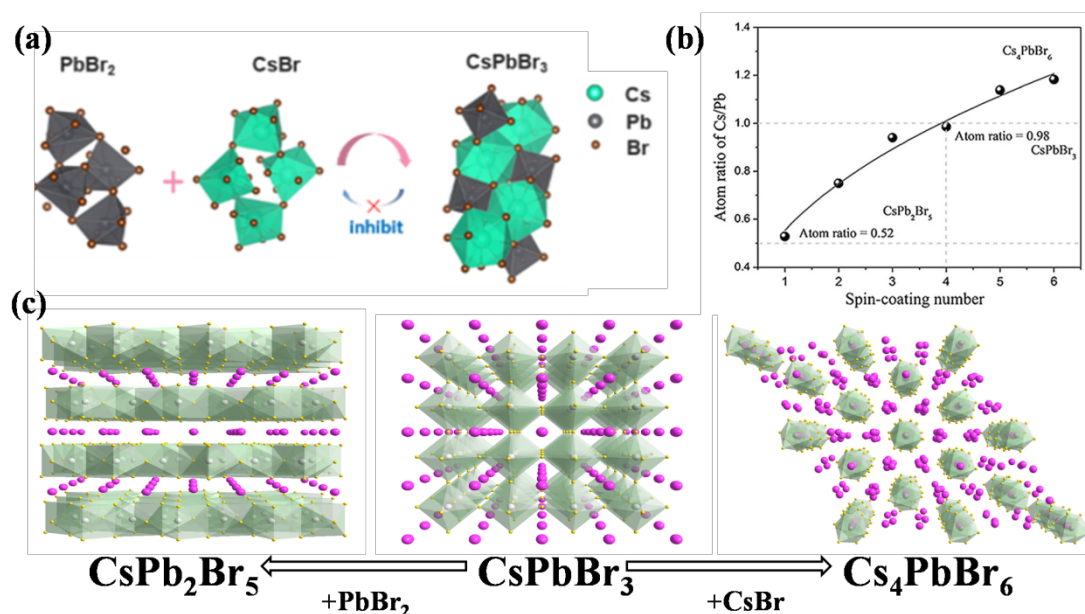 (a)
PbBr₂
CsBr
CsPbBr₃
+
inhibit
Cs
Pb
Br
(b)
Atom ratio of Cs/Pb
1.2
1.0
0.8
0.6
0.4
Cs₄PbBr₆
Atom ratio = 0.98
CsPbBr₃
CsPb₂Br₅
Atom ratio = 0.52
1 2 3 4 5 6
Spin-coating number
(c)
CsPb₂Br₅
CsPbBr₃
Cs₄PbBr₆
+PbBr₂
+CsBr